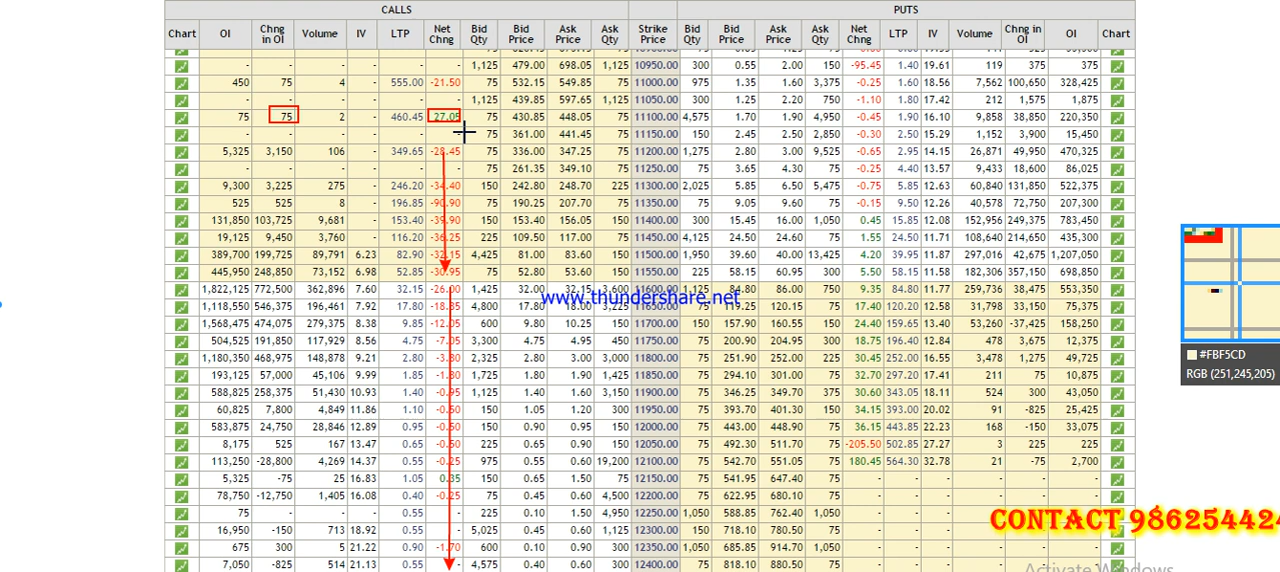 CALLS PUTS
Chart OI Chng in OI Volume IV LTP Net Chng Bid Qty Bid Price Ask Price Ask Qty Strike Price Bid Qty Bid Price Ask Price Ask Qty Net Chng LTP IV Volume Chng in OI OI Chart
- - - - - - 1,125 479.00 698.05 1,125 10950.00 300 0.55 2.00 150 -95.45 1.40 19.61 119 375 375
450 75 4 - 555.00 -21.50 75 532.15 549.85 75 11000.00 975 1.35 1.60 3,375 -0.25 1.60 18.56 7,562 100,650 328,425
- - - - - - 1,125 439.85 597.65 1,125 11050.00 300 1.25 2.20 750 -1.10 1.80 17.42 212 1,575 1,875
75 75 2 - 460.45 27.05 75 430.85 448.05 75 11100.00 4,575 1.70 1.90 4,950 -0.45 1.90 16.10 9,858 38,850 220,350
- - - - - - 75 361.00 441.45 75 11150.00 150 2.45 2.50 2,850 -0.30 2.50 15.29 1,152 3,900 15,450
5,325 3,150 106 - 349.65 -28.45 75 336.00 347.25 75 11200.00 1,275 2.80 3.00 9,525 -0.65 2.95 14.15 26,871 49,950 470,325
- - - - - - 75 261.35 349.10 75 11250.00 75 3.65 4.30 75 -0.25 4.40 13.57 9,433 18,600 86,025
9,300 3,225 275 - 246.20 -34.40 150 242.80 248.70 225 11300.00 2,025 5.85 6.50 5,475 -0.75 5.85 12.63 60,840 131,850 522,375
525 525 8 - 196.85 -90.90 75 190.25 207.70 75 11350.00 75 9.05 9.60 75 -0.15 9.50 12.26 40,578 72,750 207,300
131,850 103,725 9,681 - 153.40 -39.90 150 153.40 156.05 150 11400.00 300 15.45 16.00 1,050 0.45 15.85 12.08 152,956 249,375 783,450
19,125 9,450 3,760 - 116.20 -36.25 225 109.50 117.00 75 11450.00 4,125 24.50 24.60 75 1.55 24.50 11.71 108,640 214,650 435,300
389,700 199,725 89,791 6.23 82.90 -32.15 4,425 81.00 83.60 150 11500.00 1,950 39.60 40.00 13,425 4.20 39.95 11.87 297,016 42,675 1,207,050
445,950 248,850 73,152 6.98 52.85 -30.95 75 52.80 53.60 150 11550.00 225 58.15 60.95 300 5.50 58.15 11.58 182,306 357,150 698,850
1,822,125 772,500 362,896 7.60 32.15 -26.00 1,425 32.00 32.15 3,600 11600.00 1,125 84.80 86.00 750 9.35 84.80 11.77 259,736 38,475 553,350
www.thundershare.net
1,118,550 546,375 196,461 7.92 17.80 -18.85 4,800 17.80 18.00 3,225 11650.00 75 119.25 120.15 75 17.40 120.20 12.58 31,798 33,150 75,375
1,568,475 474,075 279,375 8.38 9.85 -12.05 600 9.80 10.25 150 11700.00 150 157.90 160.55 150 24.40 159.65 13.40 53,260 -37,425 158,250
504,525 191,850 117,929 8.56 4.75 -7.05 3,300 4.75 4.95 450 11750.00 75 200.90 204.95 300 18.75 196.40 12.84 478 3,675 12,375
1,180,350 468,975 148,878 9.21 2.80 2,325 2.80 3.00 3,000 11800.00 75 251.90 252.00 225 30.45 252.00 16.55 3,478 1,275 49,725
193,125 57,000 45,106 9.99 1.85 1,725 1.80 1.90 1,425 11850.00 75 294.10 301.00 75 32.70 297.20 17.41 211 75 10,875
588,825 258,375 51,430 10.93 1.40 -0.95 1,125 1.40 1.60 3,150 11900.00 75 346.25 349.70 375 30.60 343.05 18.11 524 300 43,050
60,825 7,800 4,849 11.86 1.10 150 1.05 1.20 300 11950.00 75 393.70 401.30 150 34.15 393.00 20.02 91 -825 25,425
583,875 24,750 28,846 12.89 0.95 150 0.90 0.95 150 12000.00 75 443.00 448.90 75 36.15 443.85 22.23 168 -150 33,075
8,175 525 167 13.47 0.65 225 0.65 0.90 150 12050.00 75 492.30 511.70 75 -205.50 502.85 27.27 3 225 225
113,250 -28,800 4,269 14.37 0.55 -0.25 975 0.55 0.60 19,200 12100.00 75 542.70 551.05 75 180.45 564.30 32.78 21 -75 2,700
5,325 -75 25 16.83 1.05 0.35 150 0.65 1.50 75 12150.00 75 541.95 647.40 75 - - - - - -
78,750 -12,750 1,405 16.08 0.40 -0.25 75 0.45 0.60 4,500 12200.00 75 622.95 680.10 75 - - - - - -
75 - - - 0.55 - 225 0.10 1.50 4,950 12250.00 1,050 588.85 762.40 1,050 - - - - - -
16,950 -150 713 18.92 0.55 - 5,025 0.45 0.60 1,125 12300.00 150 718.10 780.50 75 - - - -
675 300 5 21.22 0.90 -1.70 600 0.10 0.90 300 12350.00 1,050 685.85 914.70 1,050 - - - - - -
7,050 -825 514 21.13 0.55 4,575 0.40 0.60 300 12400.00 75 818.10 880.50 75 - - - - - -
#FBF5CD
RGB (251,245,205)
CONTACT 986254424
Activate Windows